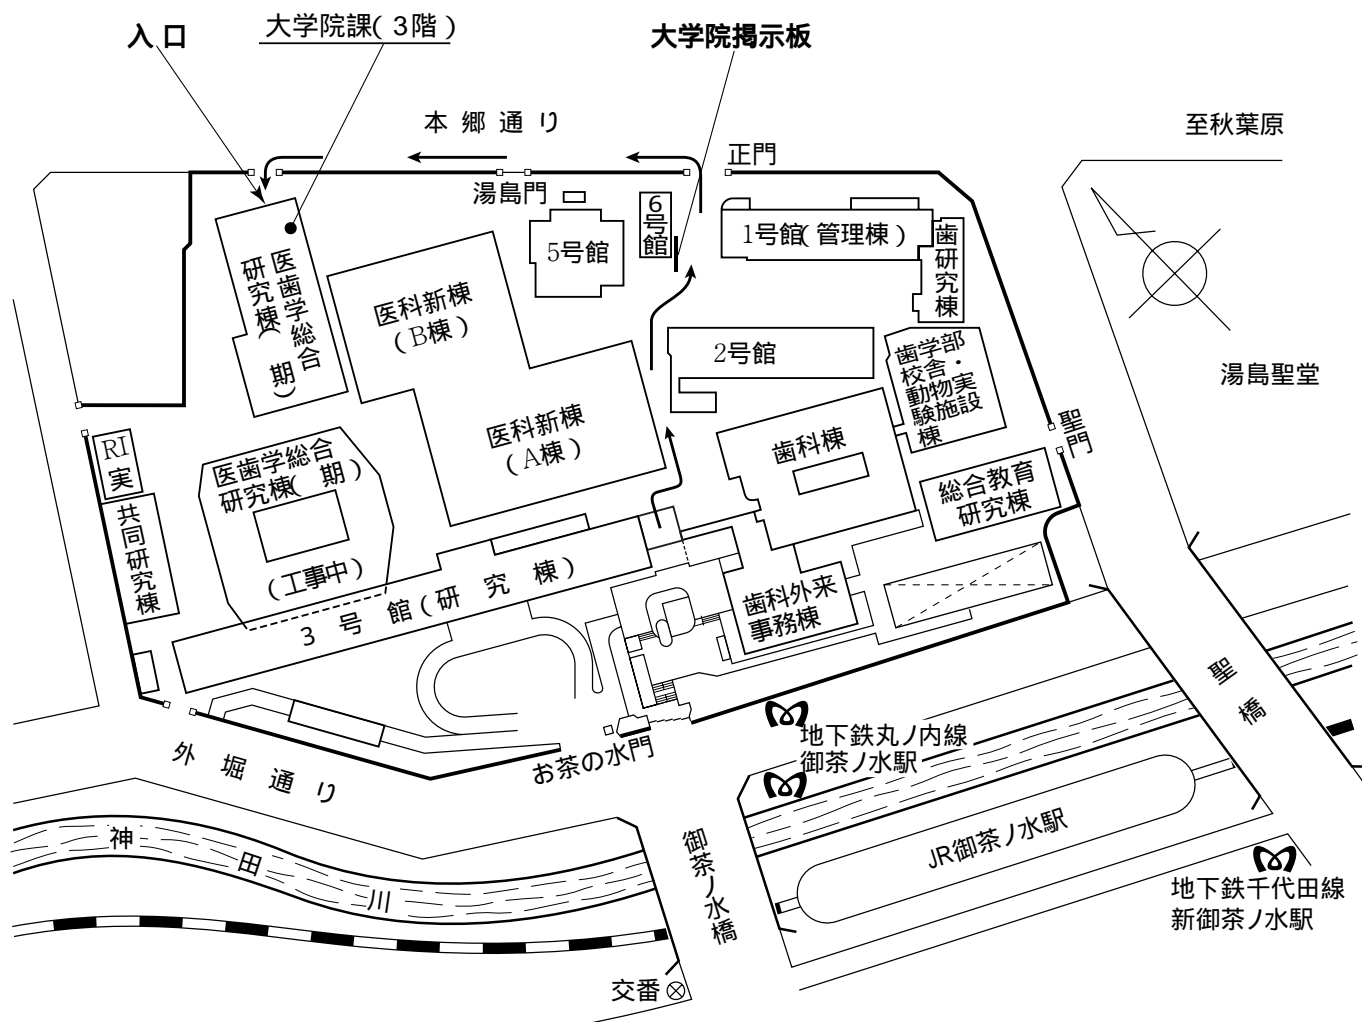 入口
大学院課(3階)
大学院掲示板
本郷通り
至秋葉原
正門
湯島門
6号館
5号館
1号館(管理棟)
歯研究棟
医歯学総合
研究棟( 期)
医科新棟
(B棟)
2号館
歯学部
校舎・
動物実
験施設
棟
湯島聖堂
医科新棟
(A棟)
歯科棟
聖門
RI
実
医歯学総合
研究棟( 期)
総合教育
研究棟
共同研究棟
(工事中)
3号館(研究棟)
歯科外来
事務棟
聖橋
外堀通り
お茶の水門
地下鉄丸ノ内線
御茶ノ水駅
神田川
御茶ノ水橋
JR御茶ノ水駅
地下鉄千代田線
新御茶ノ水駅
交番